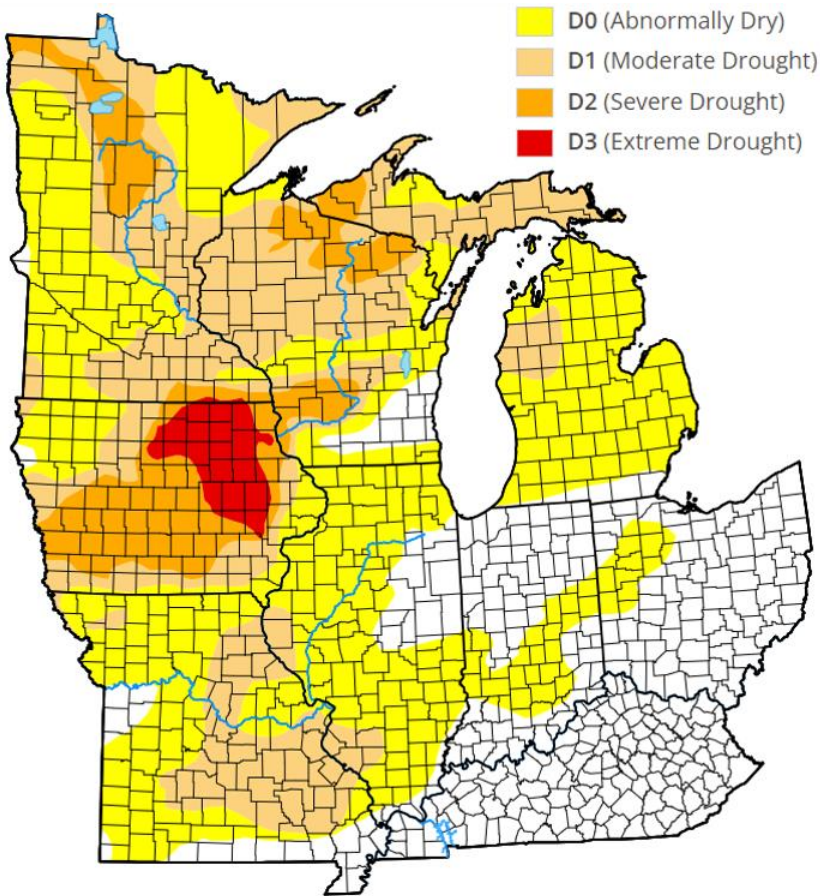 D0 (Abnormally Dry)
D1 (Moderate Drought)
D2 (Severe Drought)
D3 (Extreme Drought)